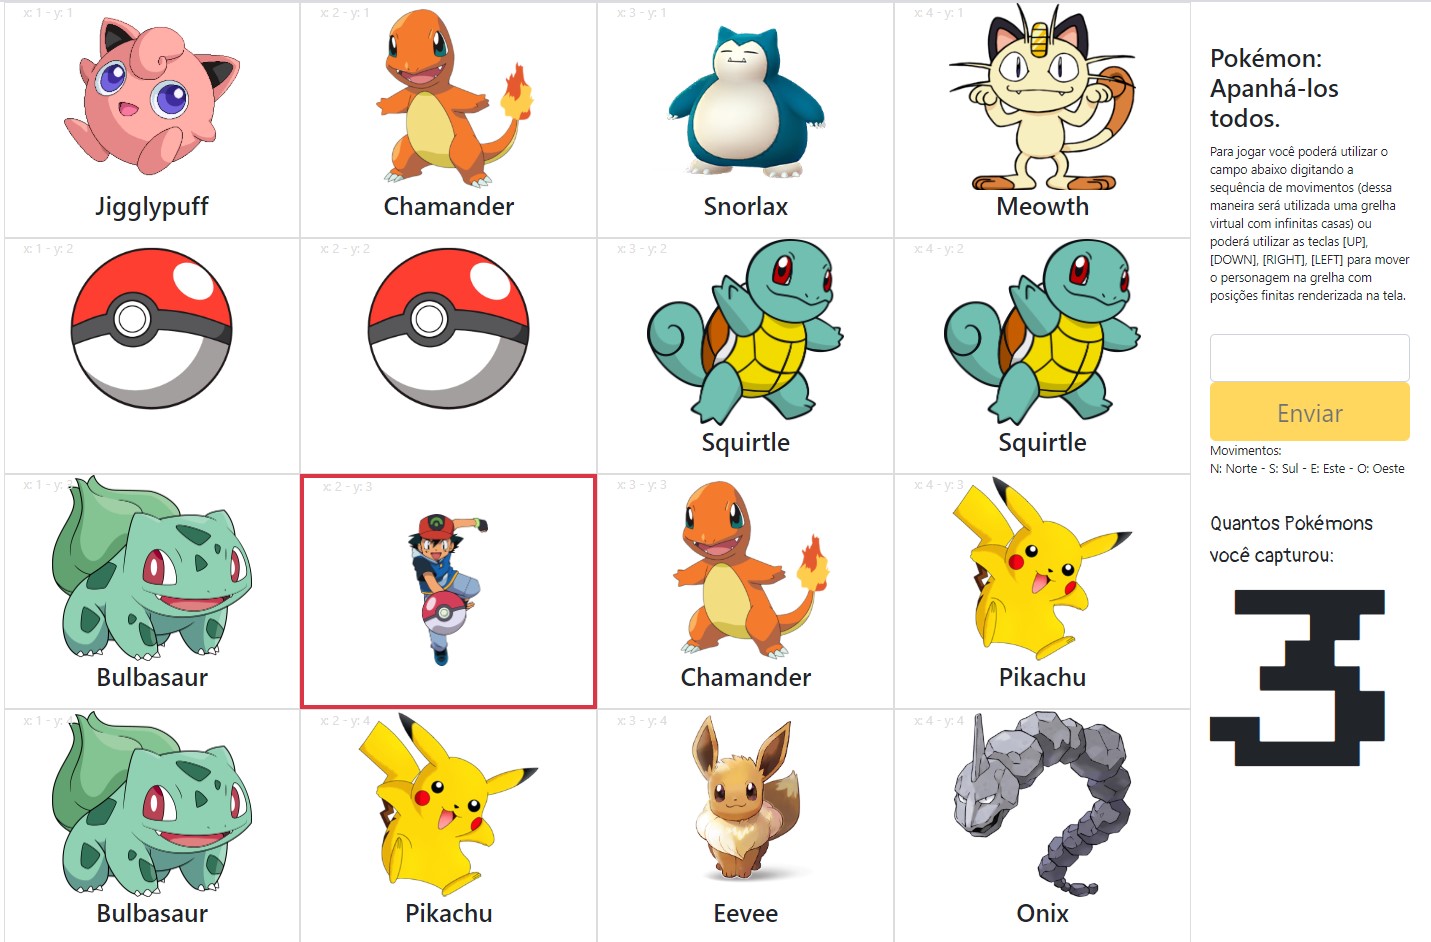 x: 1 - y: 1
x: 2 - y: 1
x: 3 - y: 1
x: 4 - y: 1
Jigglypuff
Chamander
Snorlax
Meowth
x: 1 - y: 2
x: 2 - y: 2
x: 3 - y: 2
x: 4 - y: 2
Squirtle
Squirtle
x: 1 - y: 3
x: 2 - y: 3
x: 3 - y: 3
x: 4 - y: 3
Bulbasaur
Chamander
Pikachu
x: 1 - y: 4
x: 2 - y: 4
x: 3 - y: 4
x: 4 - y: 4
Bulbasaur
Pikachu
Eevee
Onix
Pokémon:
Apanhá-los
todos.
Para jogar você poderá utilizar o
campo abaixo digitando a
sequência de movimentos (dessa
maneira será utilizada uma grelha
virtual com infinitas casas) ou
poderá utilizar as teclas [UP],
[DOWN], [RIGHT], [LEFT] para mover
o personagem na grelha com
posições finitas renderizada na tela.
Enviar
Movimentos:
N: Norte - S: Sul - E: Este - O: Oeste
Quantos Pokémons
você capturou:
3